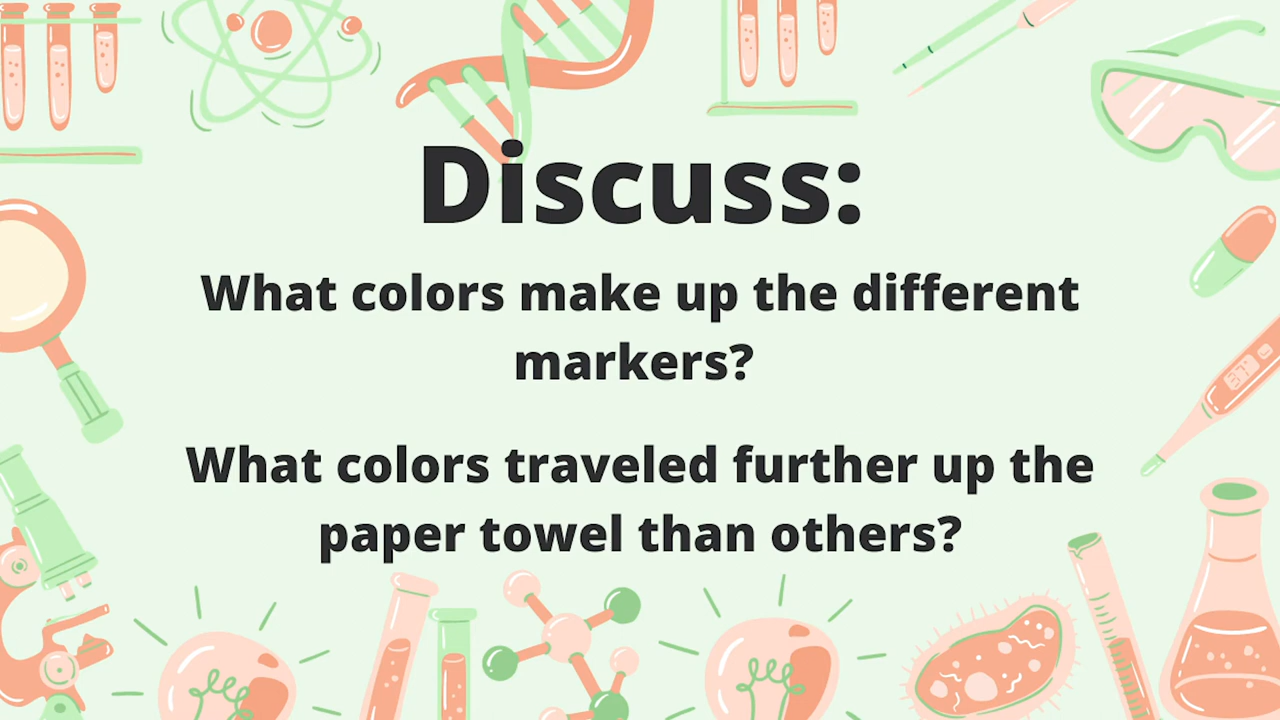 Discuss:
What colors make up the different
markers?
What colors traveled further up the
paper towel than others?